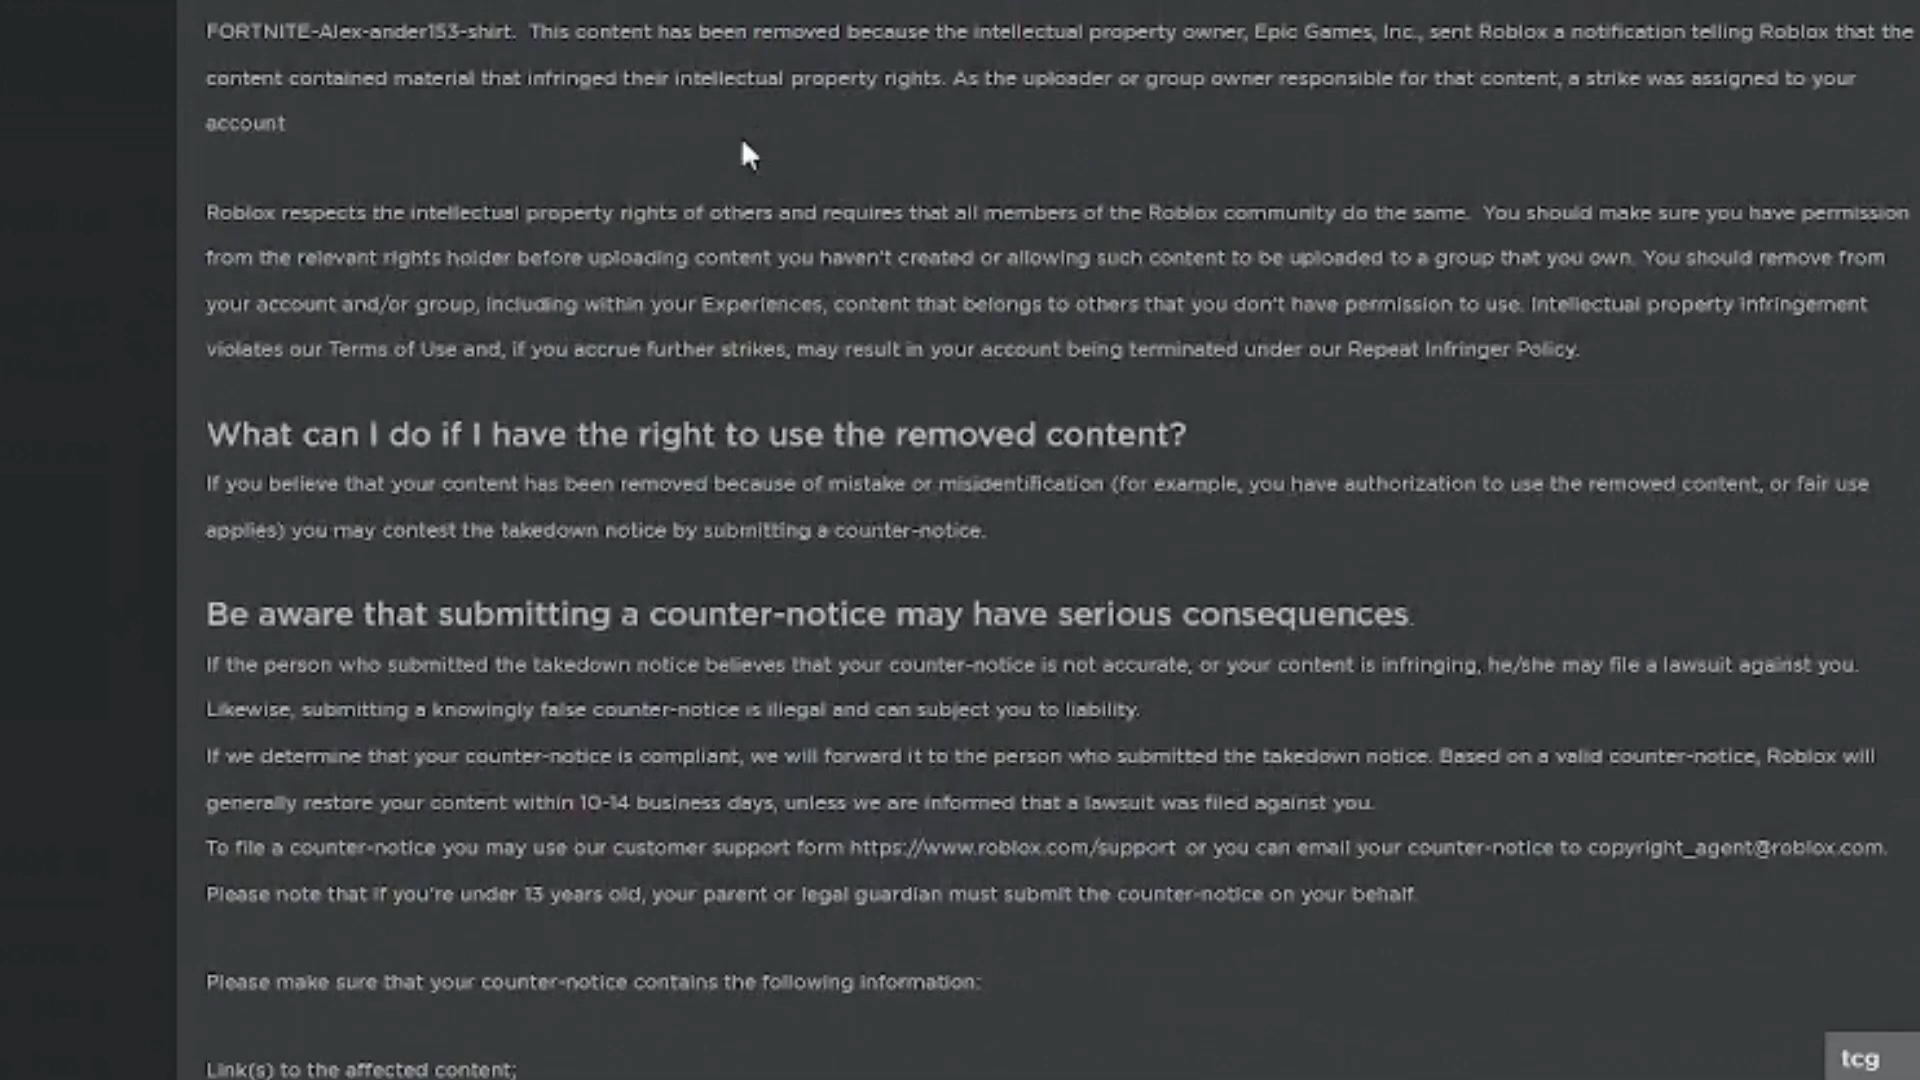 FORTNITE-Alex-ander153-shirt.  This content has been removed because the intellectual property owner, Epic Games, Inc., sent Roblox a notification telling Roblox that the
content contained material that infringed their intellectual property rights. As the uploader or group owner responsible for that content, a strike was assigned to your
account
Roblox respects the intellectual property rights of others and requires that all members of the Roblox community do the same.  You should make sure you have permission
from the relevant rights holder before uploading content you haven't created or allowing such content to be uploaded to a group that you own. You should remove from
your account and/or group, including within your Experiences, content that belongs to others that you don't have permission to use. Intellectual property infringement
violates our Terms of Use and, if you accrue further strikes, may result in your account being terminated under our Repeat Infringer Policy.
What can I do if I have the right to use the removed content?
If you believe that your content has been removed because of mistake or misidentification (for example, you have authorization to use the removed content, or fair use
applies) you may contest the takedown notice by submitting a counter-notice.
Be aware that submitting a counter-notice may have serious consequences.
If the person who submitted the takedown notice believes that your counter-notice is not accurate, or your content is infringing, he/she may file a lawsuit against you.
Likewise, submitting a knowingly false counter-notice is illegal and can subject you to liability.
If we determine that your counter-notice is compliant, we will forward it to the person who submitted the takedown notice. Based on a valid counter-notice, Roblox will
generally restore your content within 10-14 business days, unless we are informed that a lawsuit was filed against you.
To file a counter-notice you may use our customer support form https://www.roblox.com/support or you can email your counter-notice to copyright_agent@roblox.com.
Please note that if you're under 13 years old, your parent or legal guardian must submit the counter-notice on your behalf.
Please make sure that your counter-notice contains the following information:
Link(s) to the affected content;
tcg